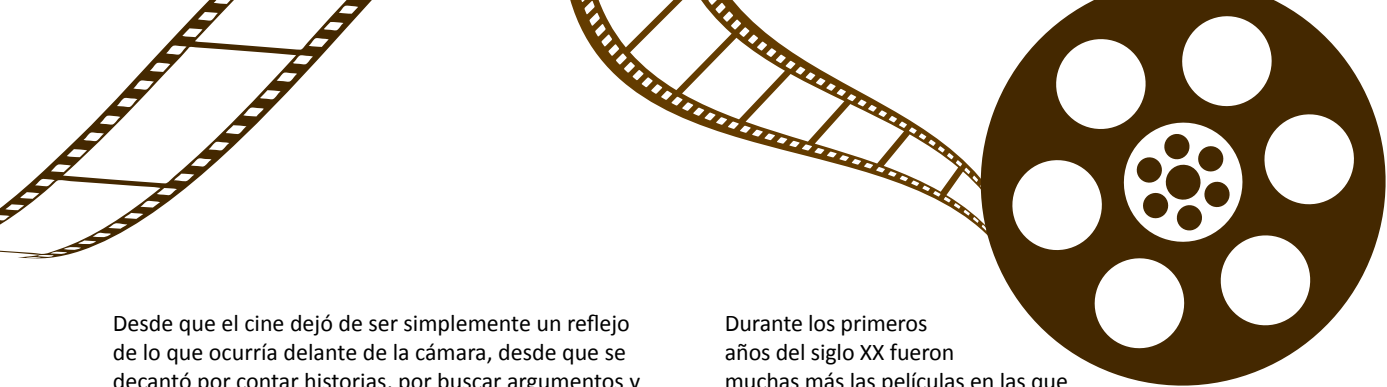 Desde que el cine dejó de ser simplemente un reflejo
de lo que ocurría delante de la cámara, desde que se
decantó por contar historias, por buscar argumentos y
Durante los primeros
años del siglo XX fueron
muchas más las películas en las que